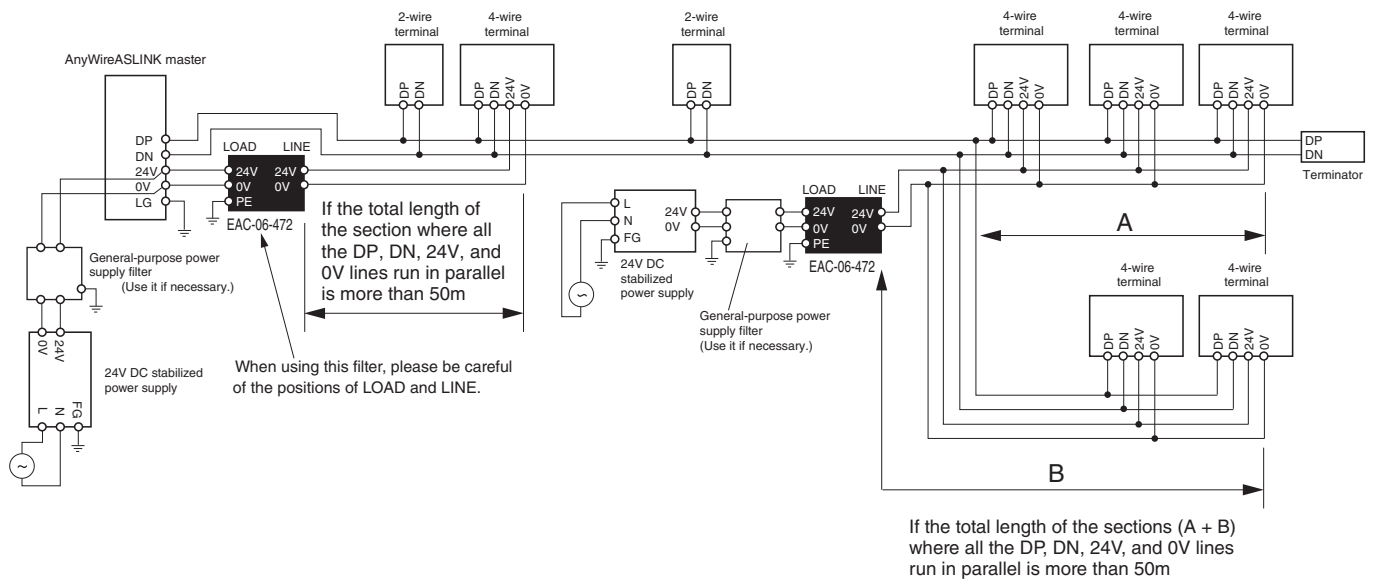 2-wire
terminal
4-wire
terminal
2-wire
terminal
4-wire
terminal
4-wire
terminal
4-wire
terminal
AnyWireASLINK master
DP
DN
DP
DN
24V
0V
DP
DN
DP
DN
24V
0V
DP
DN
24V
0V
DP
DN
24V
0V
DP
DN
24V
0V
LG
LOAD
LINE
24V
24V
0V
0V
PE
EAC-06-472
DP
DN
Terminator
If the total length of
the section where all
the DP, DN, 24V, and
0V lines run in parallel
is more than 50m
L
N
FG
24V
0V
24V DC
stabilized
power supply
LOAD
LINE
24V
24V
0V
0V
PE
EAC-06-472
A
General-purpose power
supply filter
(Use it if necessary.)
General-purpose power
supply filter
(Use it if necessary.)
4-wire
terminal
4-wire
terminal
DP
DN
24V
0V
DP
DN
24V
0V
0V
24V
24V DC stabilized
power supply
L
N
FG
~
~
When using this filter, please be careful
of the positions of LOAD and LINE.
B
If the total length of the sections (A + B)
where all the DP, DN, 24V, and 0V lines
run in parallel is more than 50m